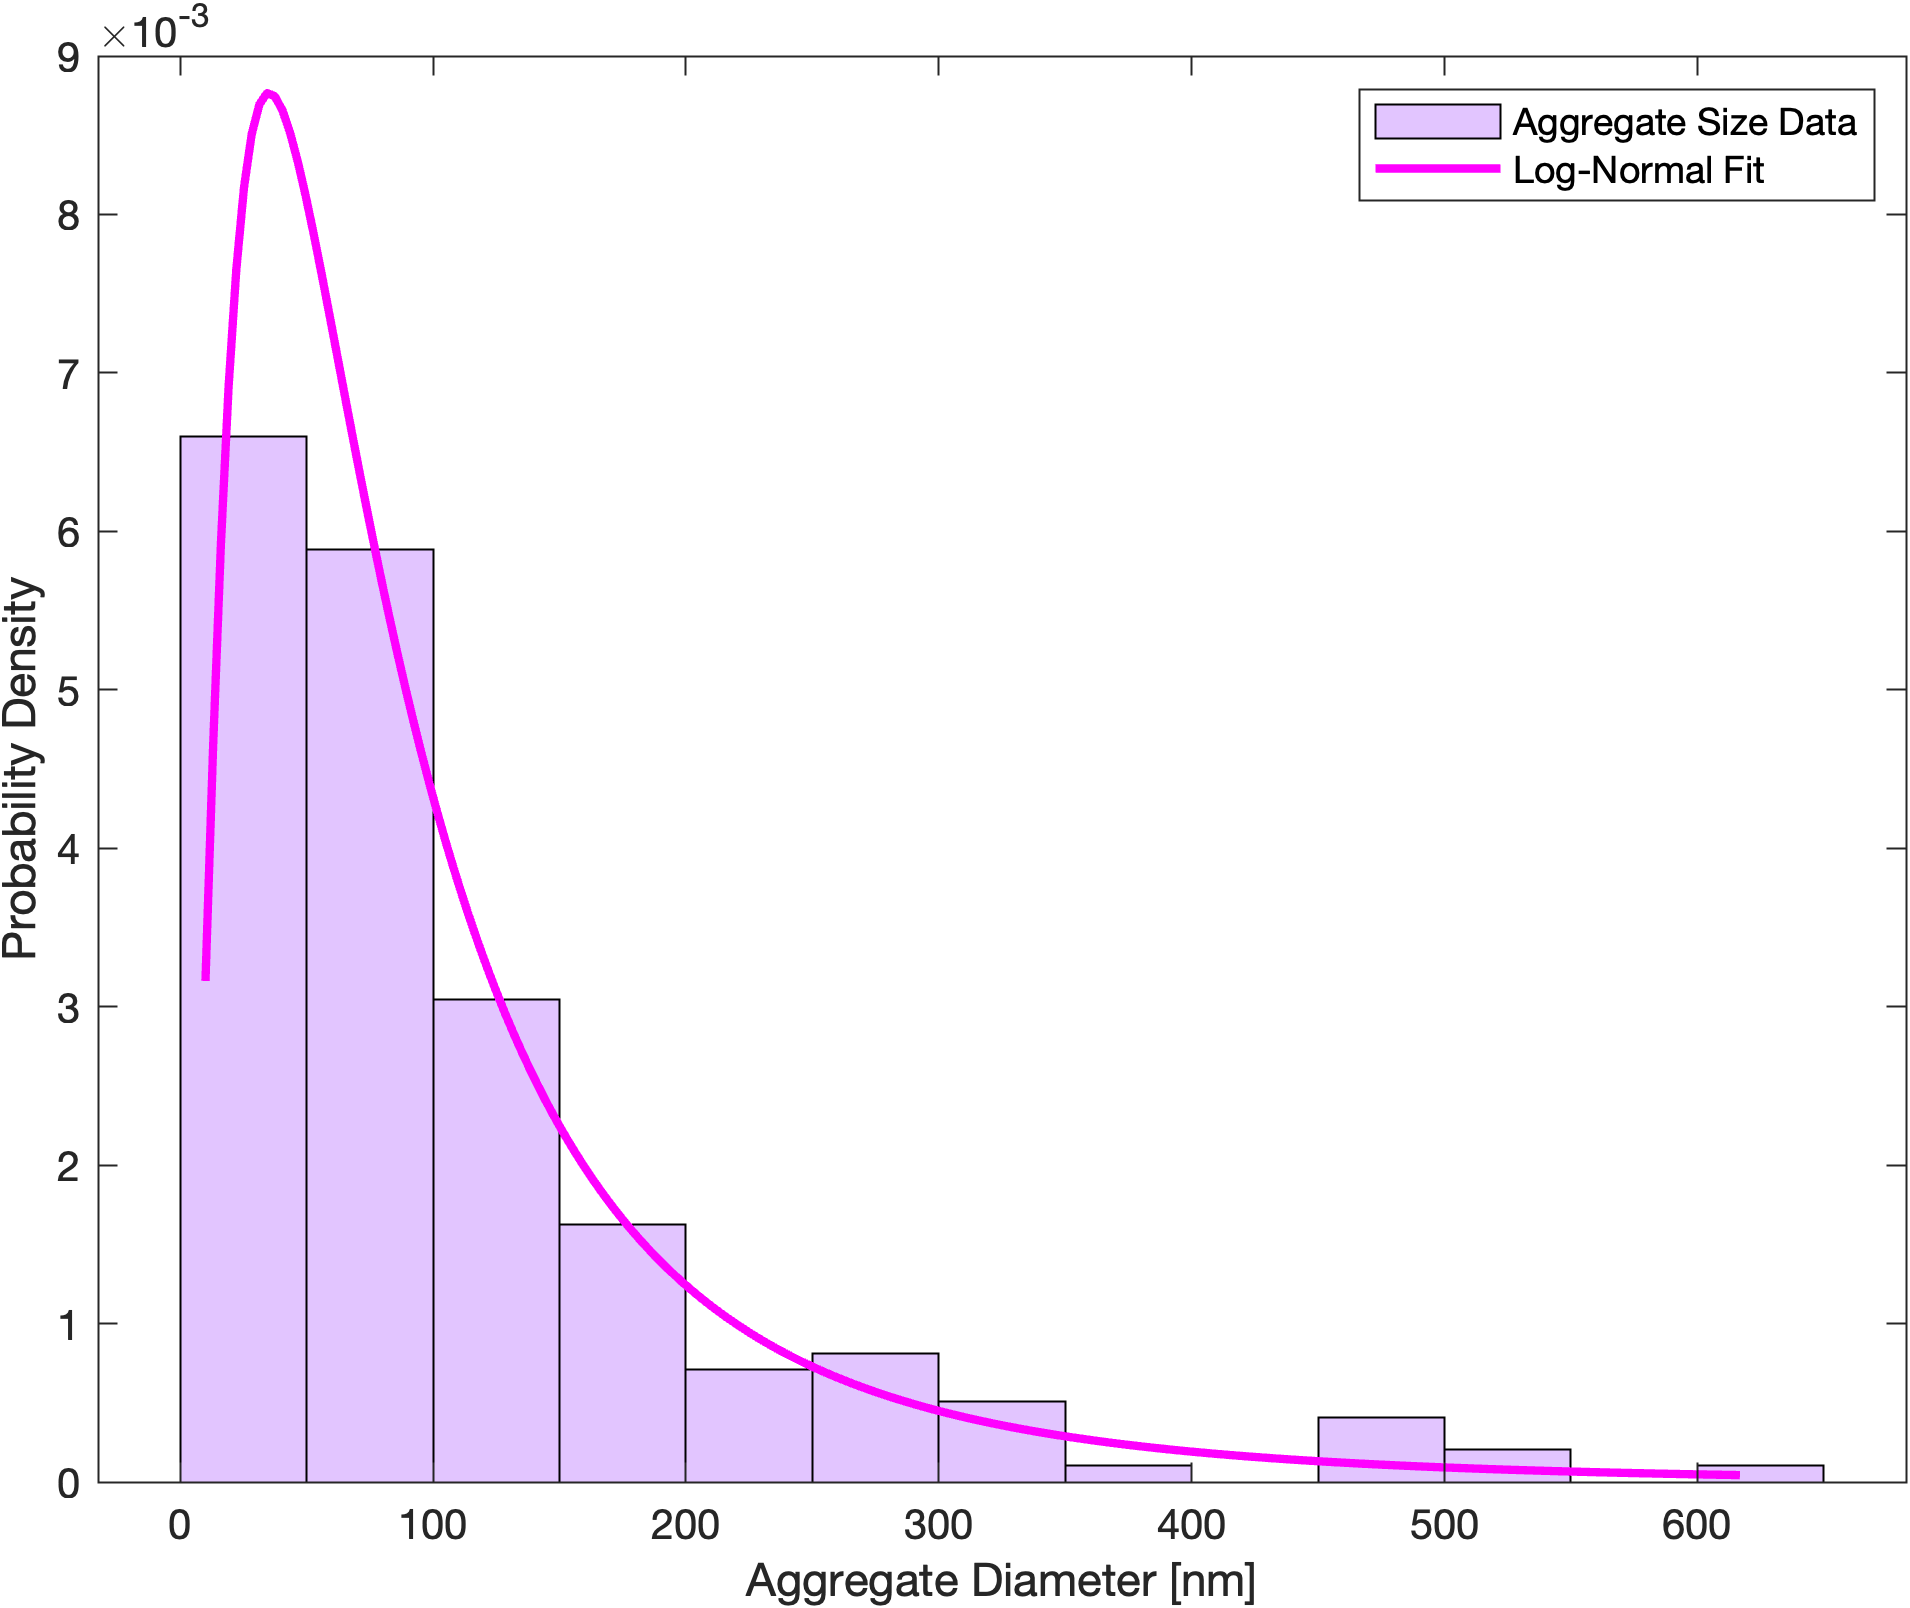 ×10⁻³
9
8
7
6
5
4
3
2
1
0
Probability Density
Aggregate Size Data
Log-Normal Fit
0 100 200 300 400 500 600
Aggregate Diameter [nm]